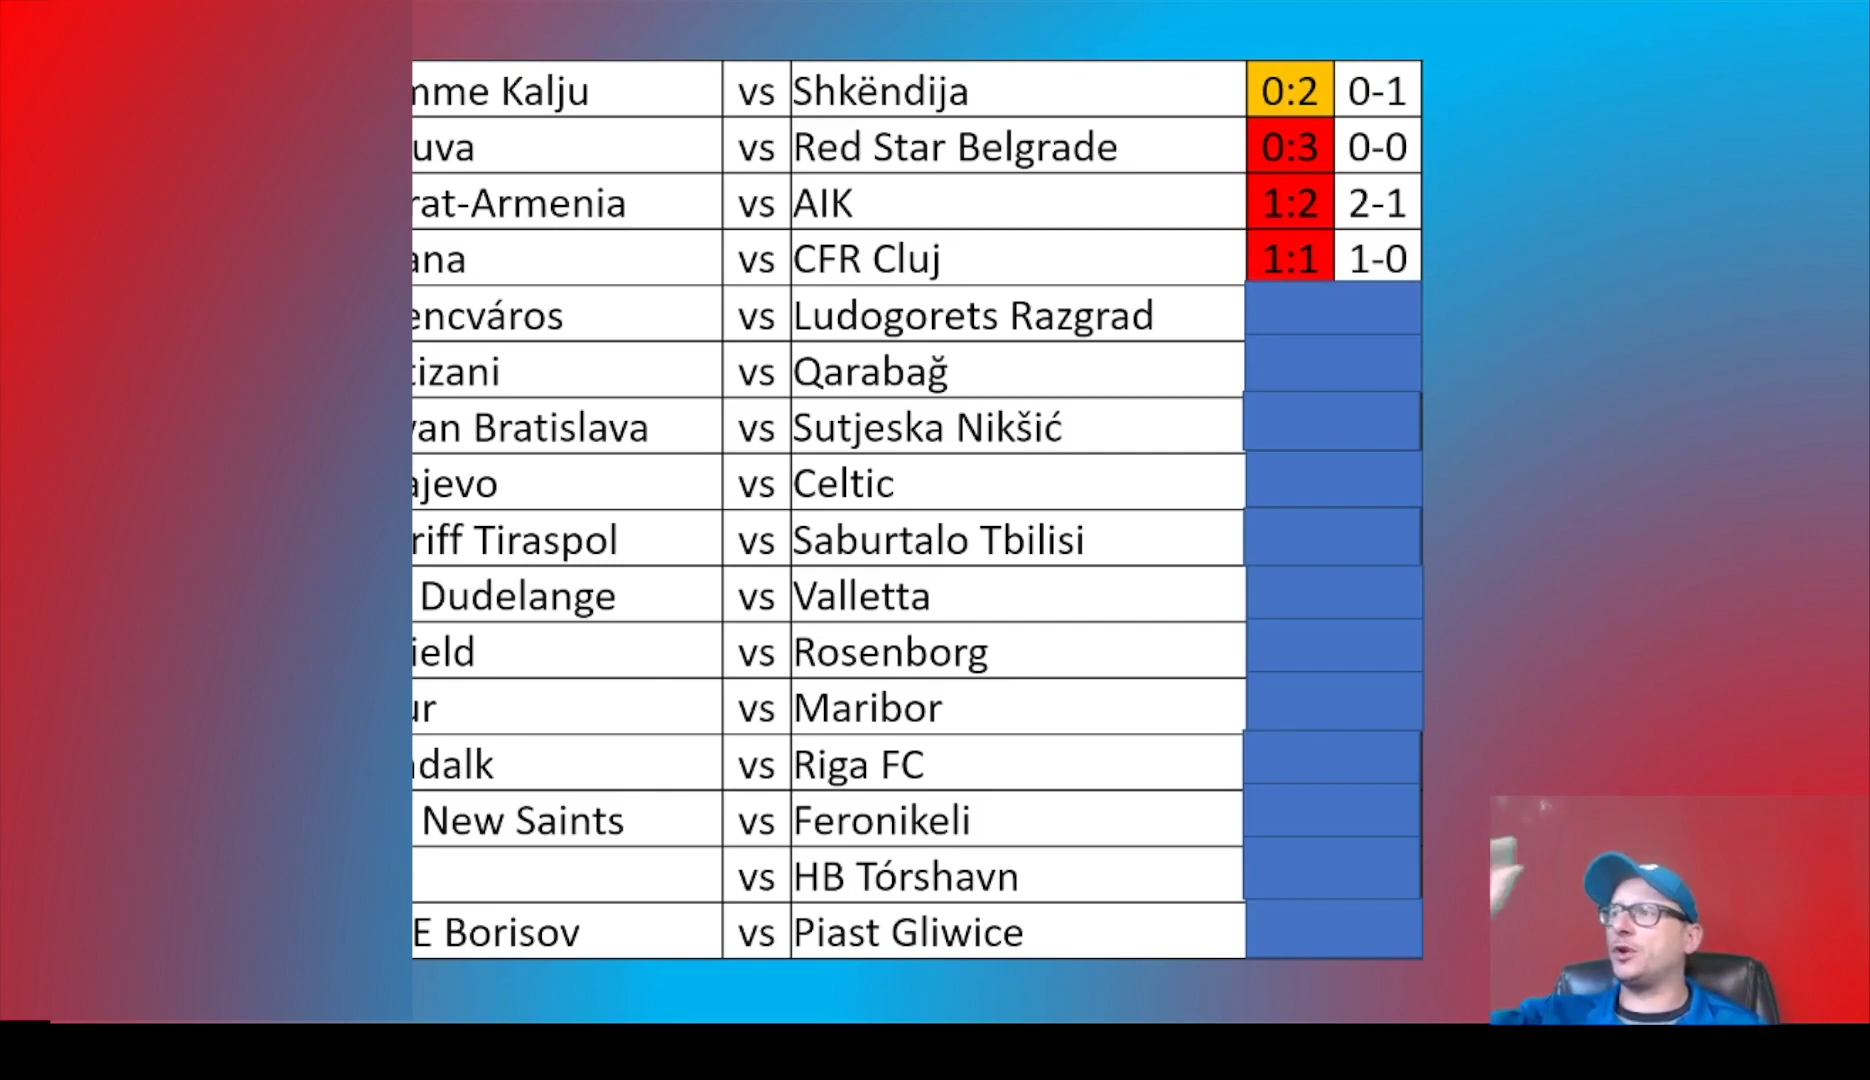 mme Kalju vs Shkëndija 0:2 0-1
uva vs Red Star Belgrade 0:3 0-0
rat-Armenia vs AIK 1:2 2-1
ana vs CFR Cluj 1:1 1-0
encváros vs Ludogorets Razgrad
tizani vs Qarabağ
van Bratislava vs Sutjeska Nikšić
ajevo vs Celtic
riff Tiraspol vs Saburtalo Tbilisi
Dudelange vs Valletta
ield vs Rosenborg
ur vs Maribor
ndalk vs Riga FC
New Saints vs Feronikeli
vs HB Tórshavn
E Borisov vs Piast Gliwice